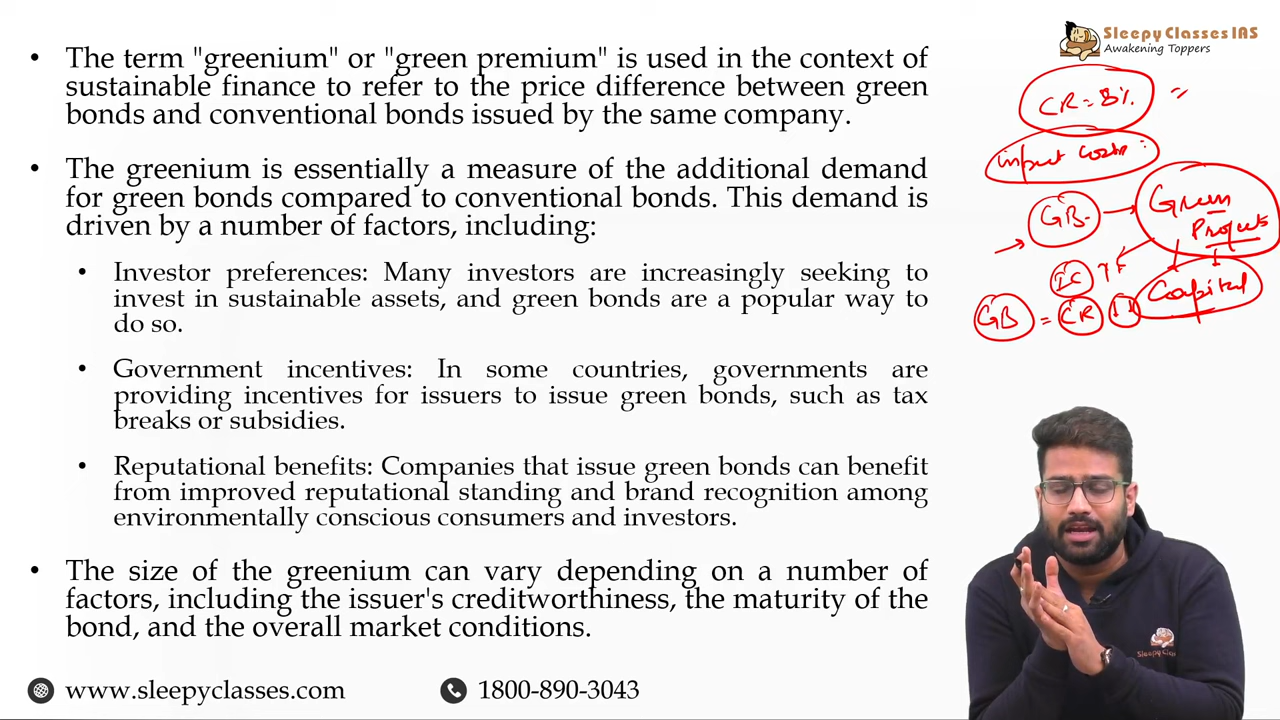 Sleepy Classes IAS
Awakening Toppers
• The term "greenium" or "green premium" is used in the context of
sustainable finance to refer to the price difference between green
bonds and conventional bonds issued by the same company.
• The greenium is essentially a measure of the additional demand
for green bonds compared to conventional bonds. This demand is
driven by a number of factors, including:
• Investor preferences: Many investors are increasingly seeking to
invest in sustainable assets, and green bonds are a popular way to
do so.
• Government incentives: In some countries, governments are
providing incentives for issuers to issue green bonds, such as tax
breaks or subsidies.
• Reputational benefits: Companies that issue green bonds can benefit
from improved reputational standing and brand recognition among
environmentally conscious consumers and investors.
• The size of the greenium can vary depending on a number of
factors, including the issuer's creditworthiness, the maturity of the
bond, and the overall market conditions.
CR = 8% =
input costs:
GB → Green
Projects
IC
Capital
GB = CR ↓↓
www.sleepyclasses.com
1800-890-3043